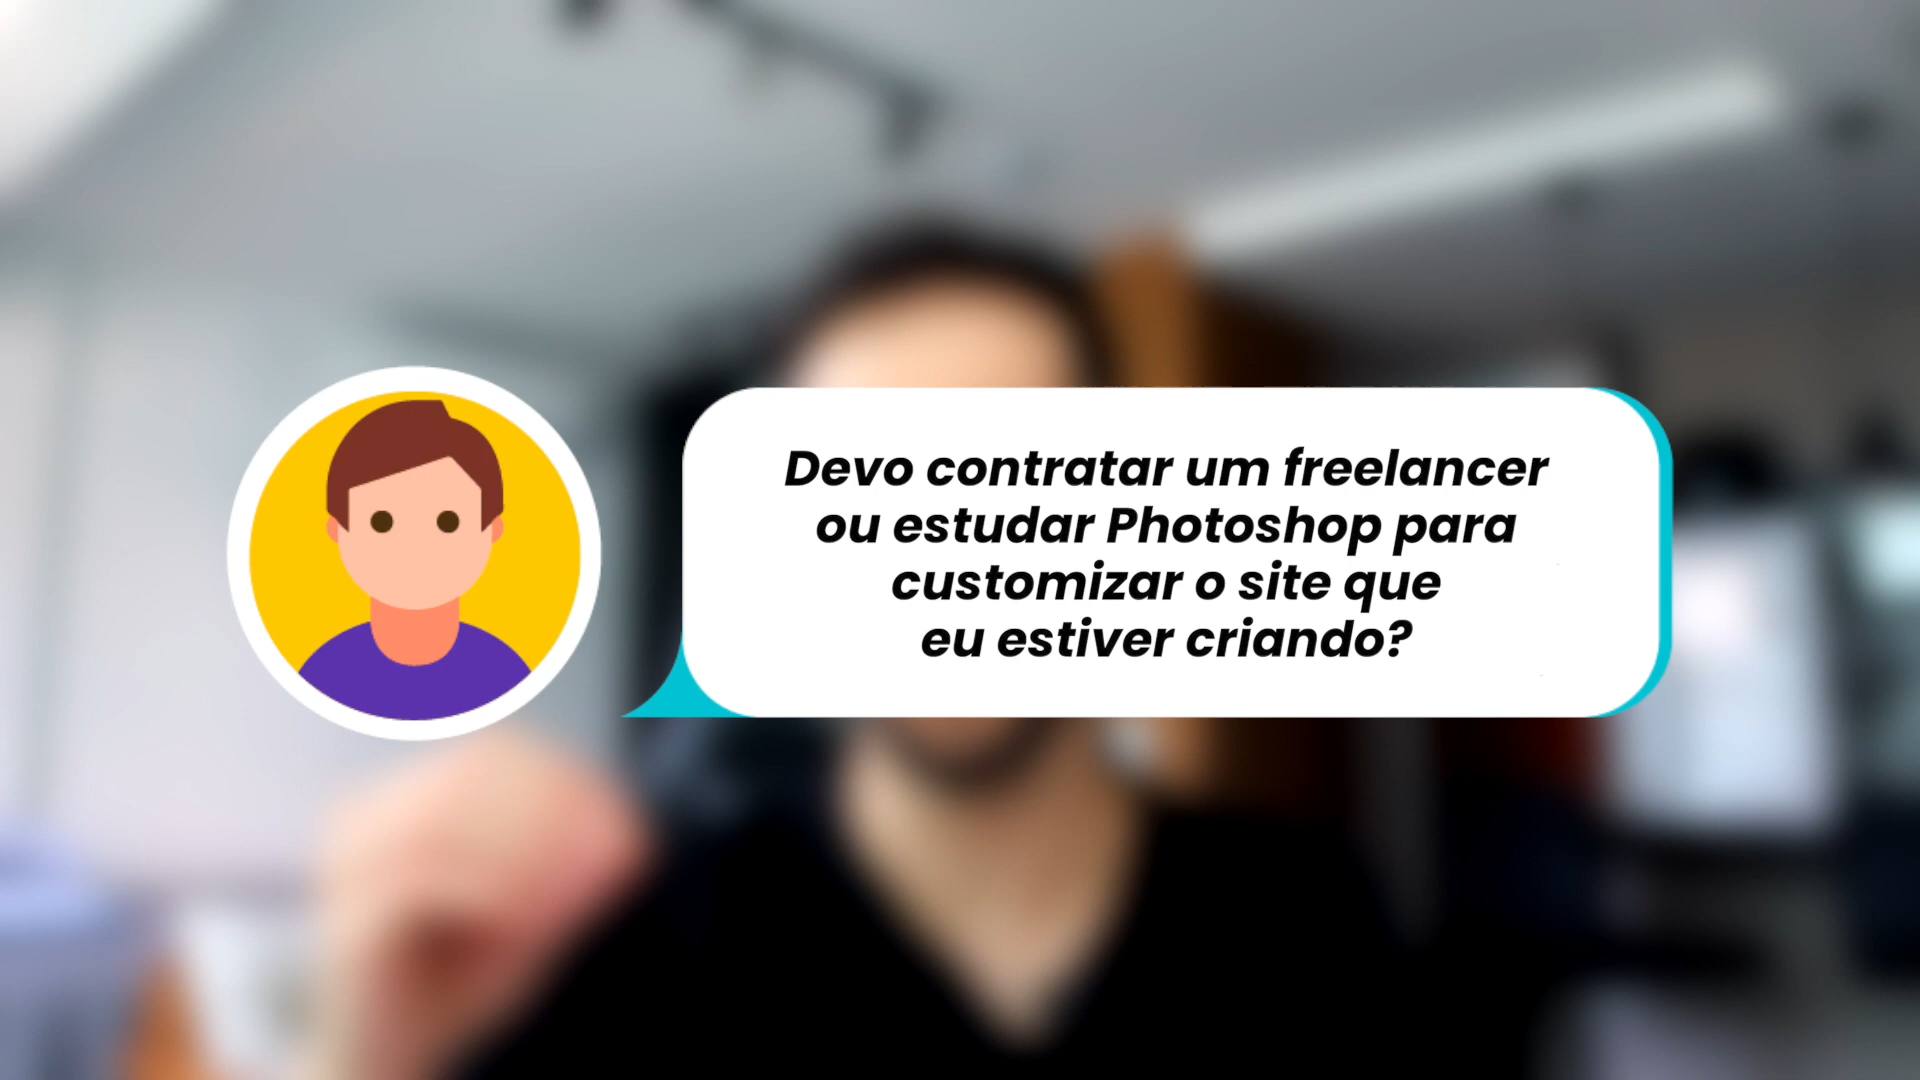 Devo contratar um freelancer
ou estudar Photoshop para
customizar o site que
eu estiver criando?